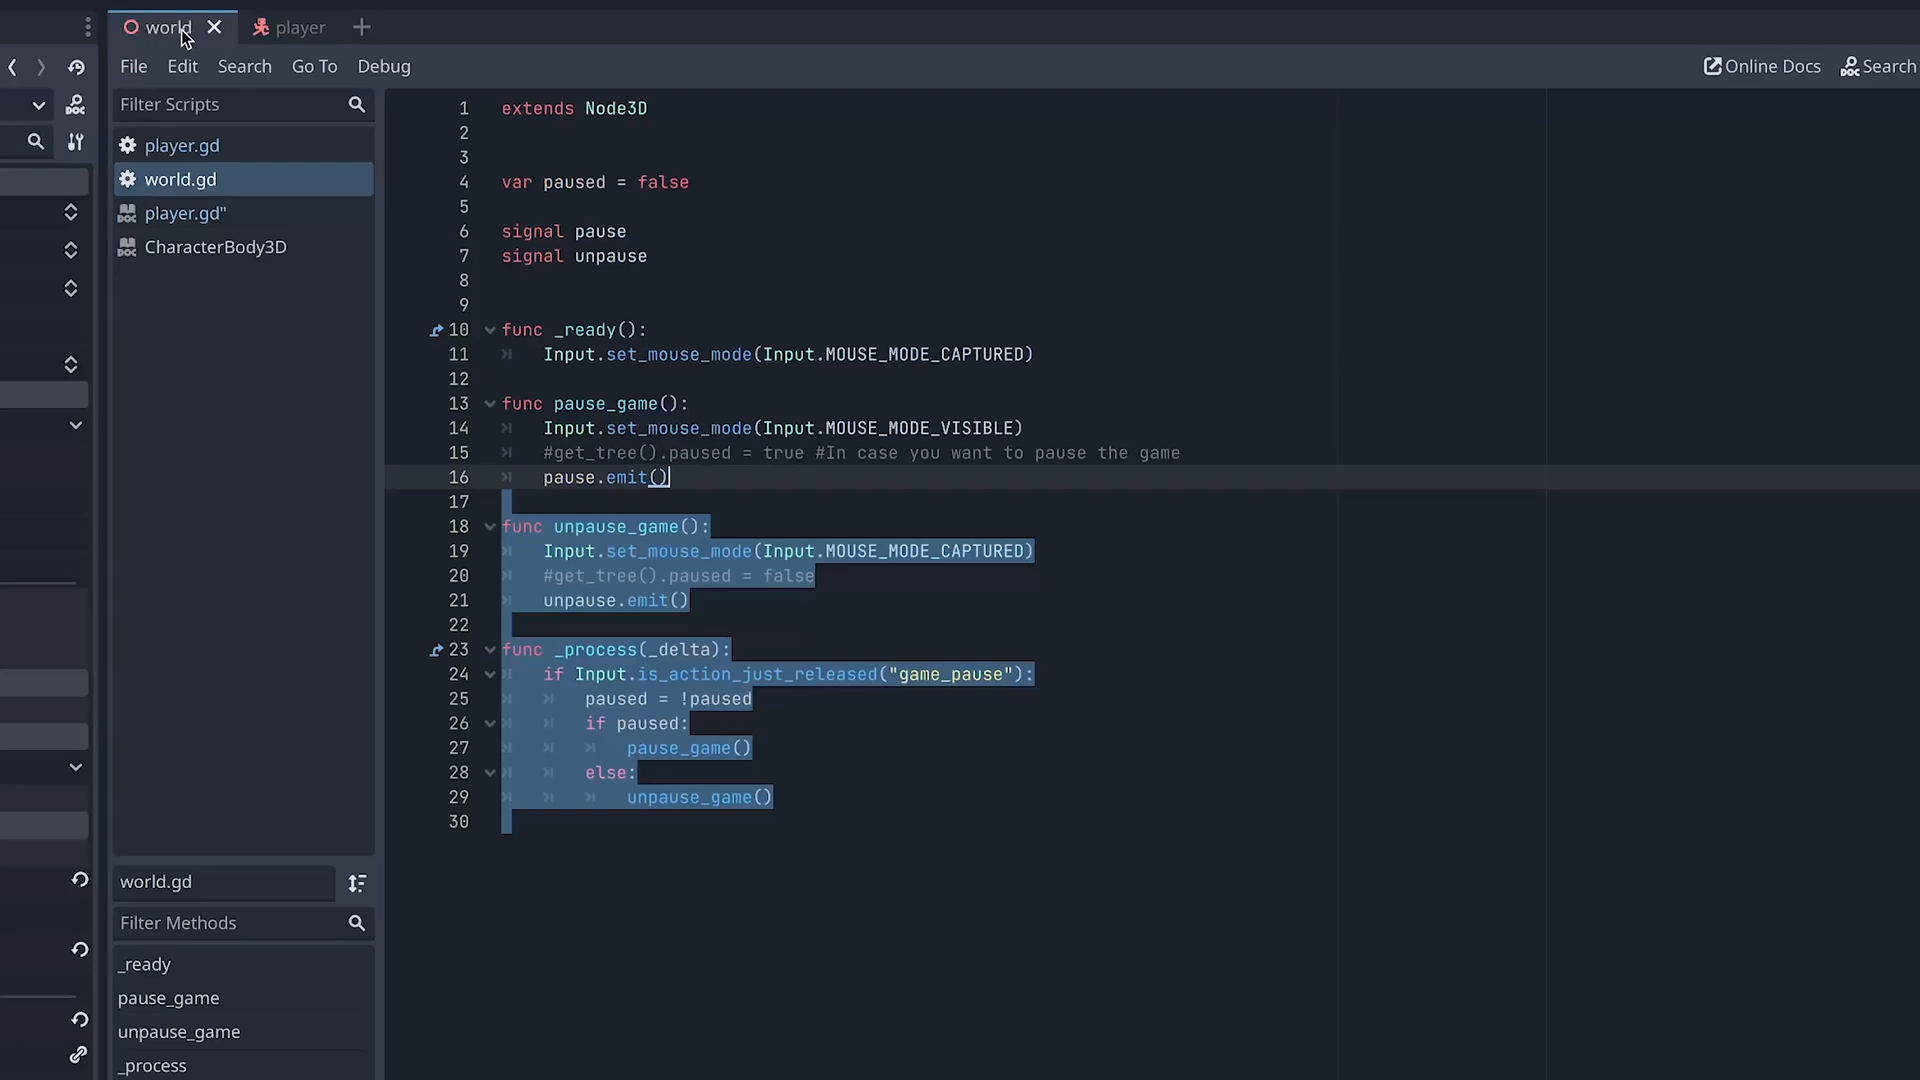 world
player
File Edit Search Go To Debug
Online Docs
Search
Filter Scripts
player.gd
world.gd
player.gd"
CharacterBody3D
1 extends Node3D
2
3
4 var paused = false
5
6 signal pause
7 signal unpause
8
9
10 func _ready():
11 Input.set_mouse_mode(Input.MOUSE_MODE_CAPTURED)
12
13 func pause_game():
14 Input.set_mouse_mode(Input.MOUSE_MODE_VISIBLE)
15 #get_tree().paused = true #In case you want to pause the game
16 pause.emit()
17
18 func unpause_game():
19 Input.set_mouse_mode(Input.MOUSE_MODE_CAPTURED)
20 #get_tree().paused = false
21 unpause.emit()
22
23 func _process(_delta):
24 if Input.is_action_just_released("game_pause"):
25 paused = !paused
26 if paused:
27 pause_game()
28 else:
29 unpause_game()
30
world.gd
Filter Methods
_ready
pause_game
unpause_game
_process